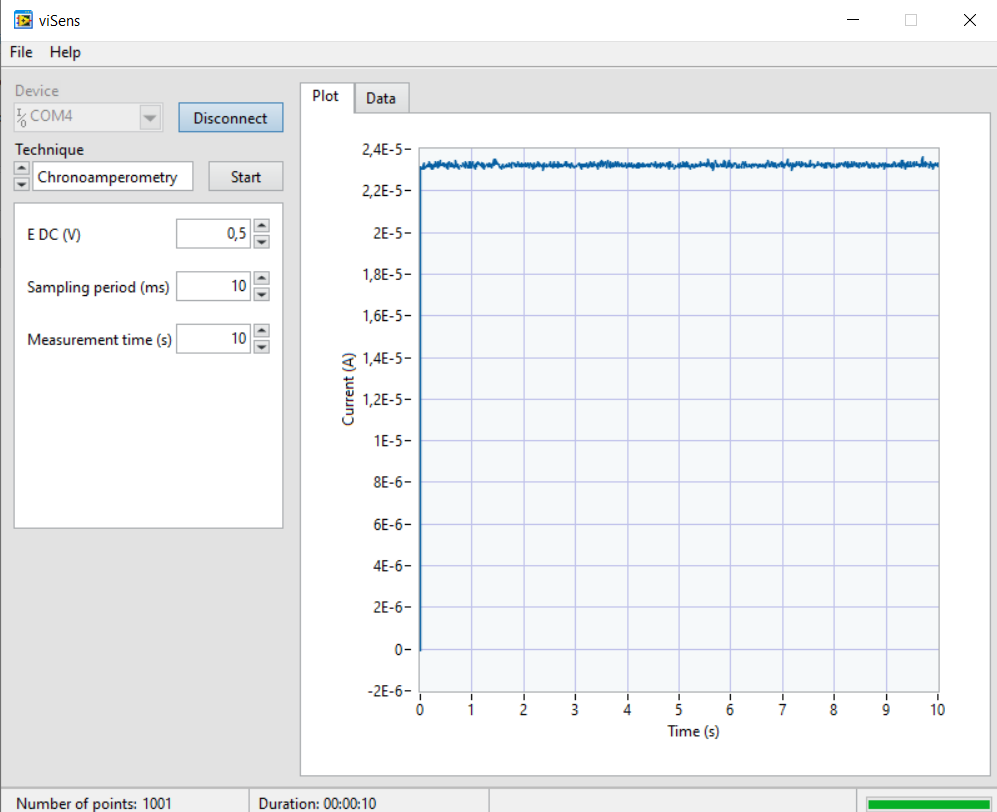 viSens
File Help
Device
I/O COM4
Disconnect
Technique
Chronoamperometry
Start
E DC (V)
0,5
Sampling period (ms)
10
Measurement time (s)
10
Plot
Data
2,4E-5
2,2E-5
2E-5
1,8E-5
1,6E-5
1,4E-5
1,2E-5
1E-5
8E-6
6E-6
4E-6
2E-6
0
-2E-6
Current (A)
0 1 2 3 4 5 6 7 8 9 10
Time (s)
Number of points: 1001
Duration: 00:00:10